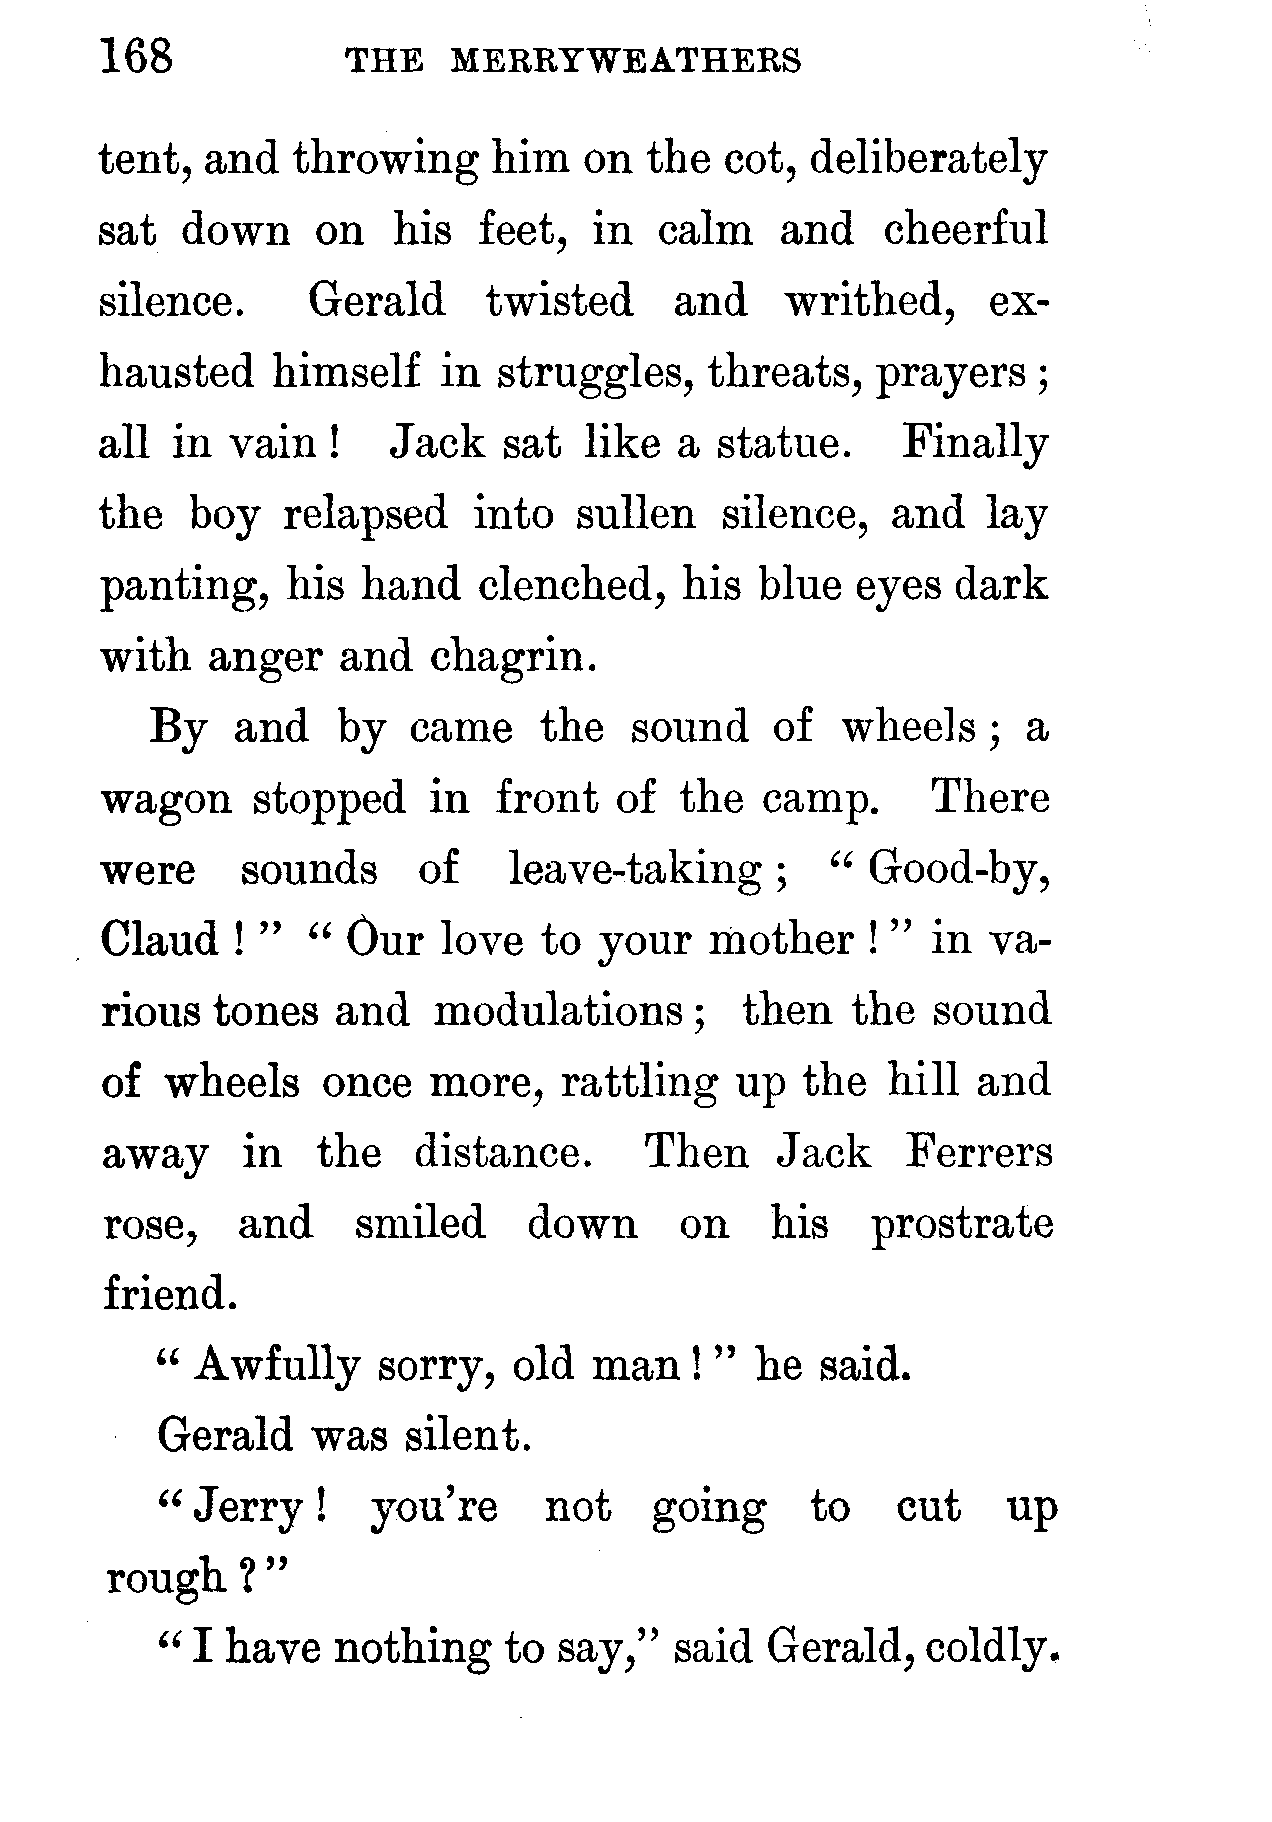 168 THE MERRYWEATHERS
tent, and throwing him on the cot, deliberately
sat down on his feet, in calm and cheerful
silence. Gerald twisted and writhed, ex-
hausted himself in struggles, threats, prayers ;
all in vain ! Jack sat like a statue. Finally
the boy relapsed into sullen silence, and lay
panting, his hand clenched, his blue eyes dark
with anger and chagrin.
By and by came the sound of wheels ; a
wagon stopped in front of the camp. There
were sounds of leave-taking ; “ Good-by,
Claud ! ” “ Our love to your mother ! ” in va-
rious tones and modulations ; then the sound
of wheels once more, rattling up the hill and
away in the distance. Then Jack Ferrers
rose, and smiled down on his prostrate
friend.
“ Awfully sorry, old man ! ” he said.
Gerald was silent.
“ Jerry ! you’re not going to cut up
rough ? ”
“ I have nothing to say,” said Gerald, coldly.